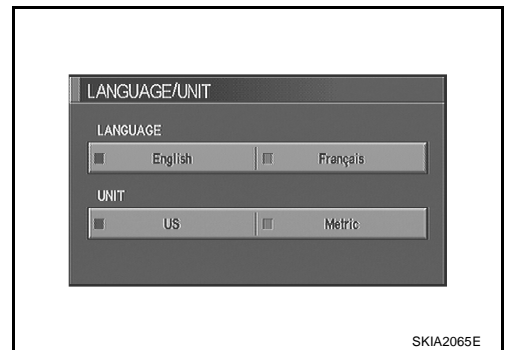 LANGUAGE/UNIT
LANGUAGE
English Français
UNIT
US Metric
SKIA2065E